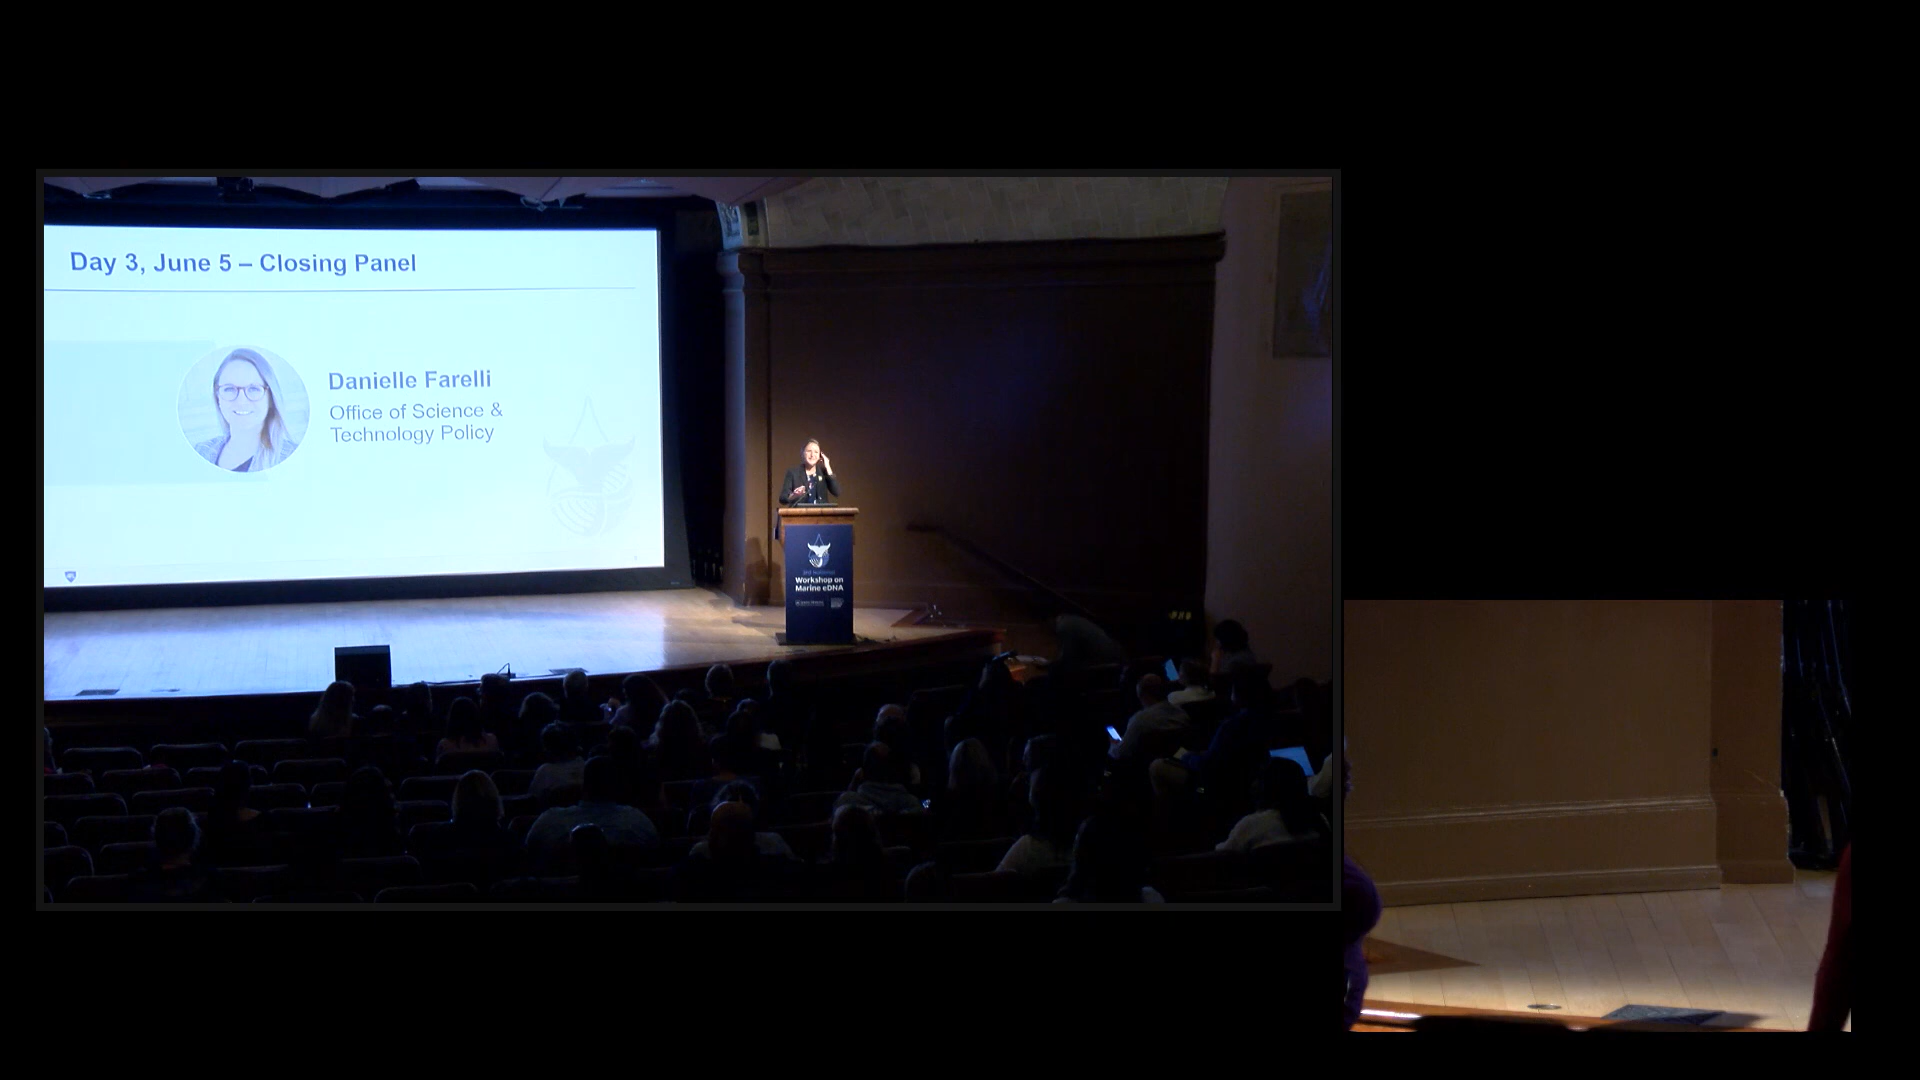 Day 3, June 5 – Closing Panel
Danielle Farelli
Office of Science &
Technology Policy
Workshop on
Marine eDNA